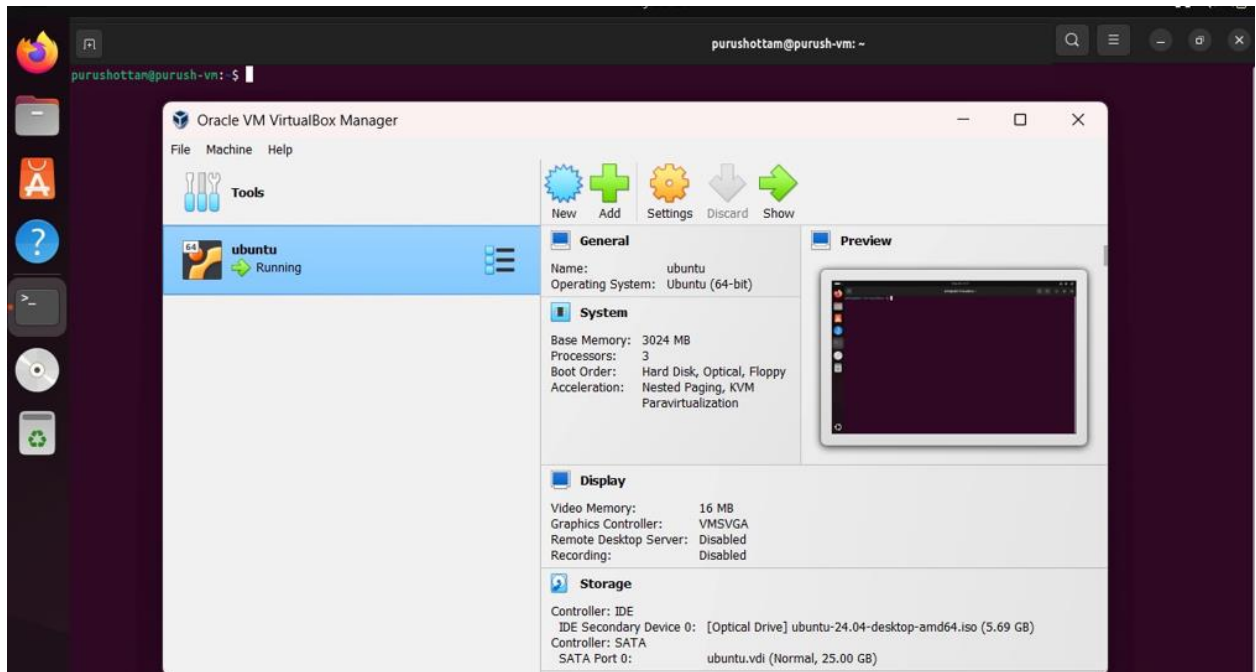 purushottam@purush-vm: ~
purushottam@purush-vm:~$
Oracle VM VirtualBox Manager
File Machine Help
Tools
New Add Settings Discard Show
64
ubuntu
Running
General
Name: ubuntu
Operating System: Ubuntu (64-bit)
System
Base Memory: 3024 MB
Processors: 3
Boot Order: Hard Disk, Optical, Floppy
Acceleration: Nested Paging, KVM
Paravirtualization
Preview
Display
Video Memory: 16 MB
Graphics Controller: VMSVGA
Remote Desktop Server: Disabled
Recording: Disabled
Storage
Controller: IDE
IDE Secondary Device 0: [Optical Drive] ubuntu-24.04-desktop-amd64.iso (5.69 GB)
Controller: SATA
SATA Port 0: ubuntu.vdi (Normal, 25.00 GB)